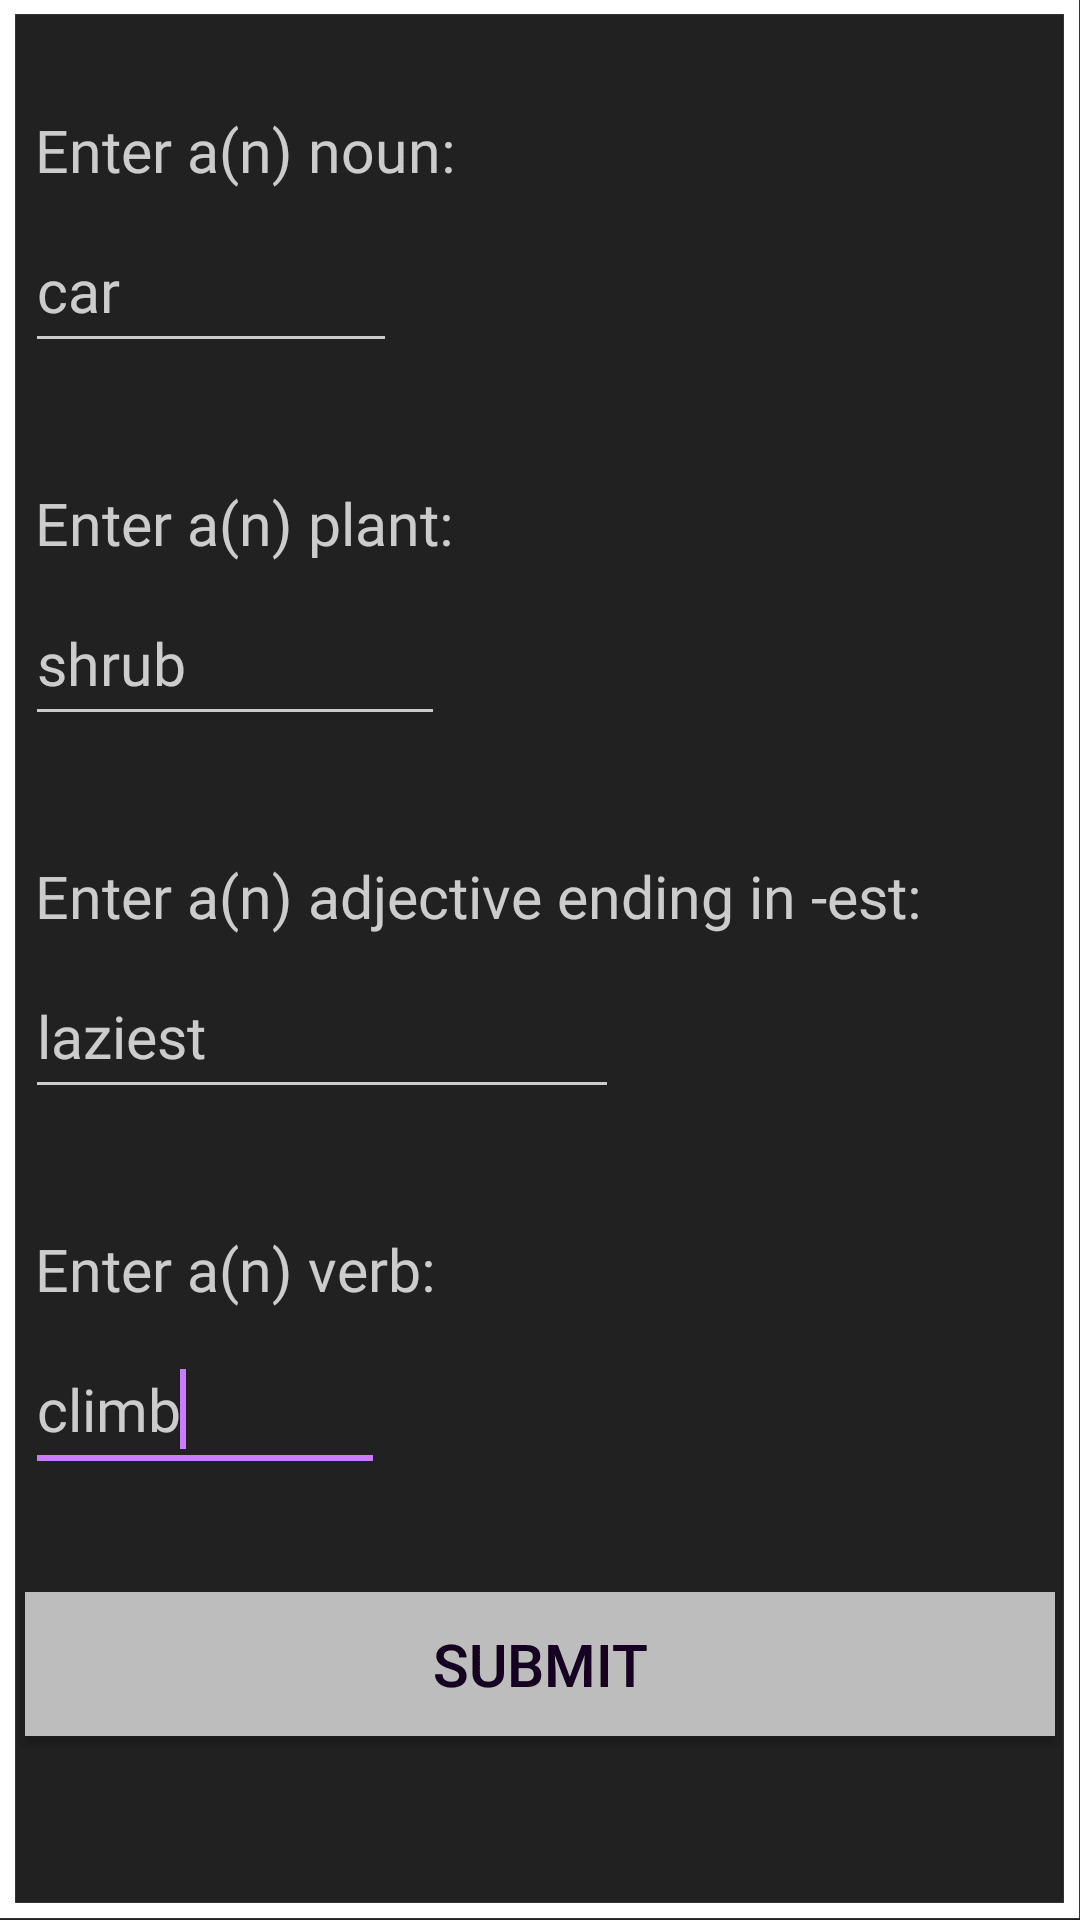 Enter a(n) noun:
car
Enter a(n) plant:
shrub
Enter a(n) adjective ending in -est:
laziest
Enter a(n) verb:
climb
SUBMIT